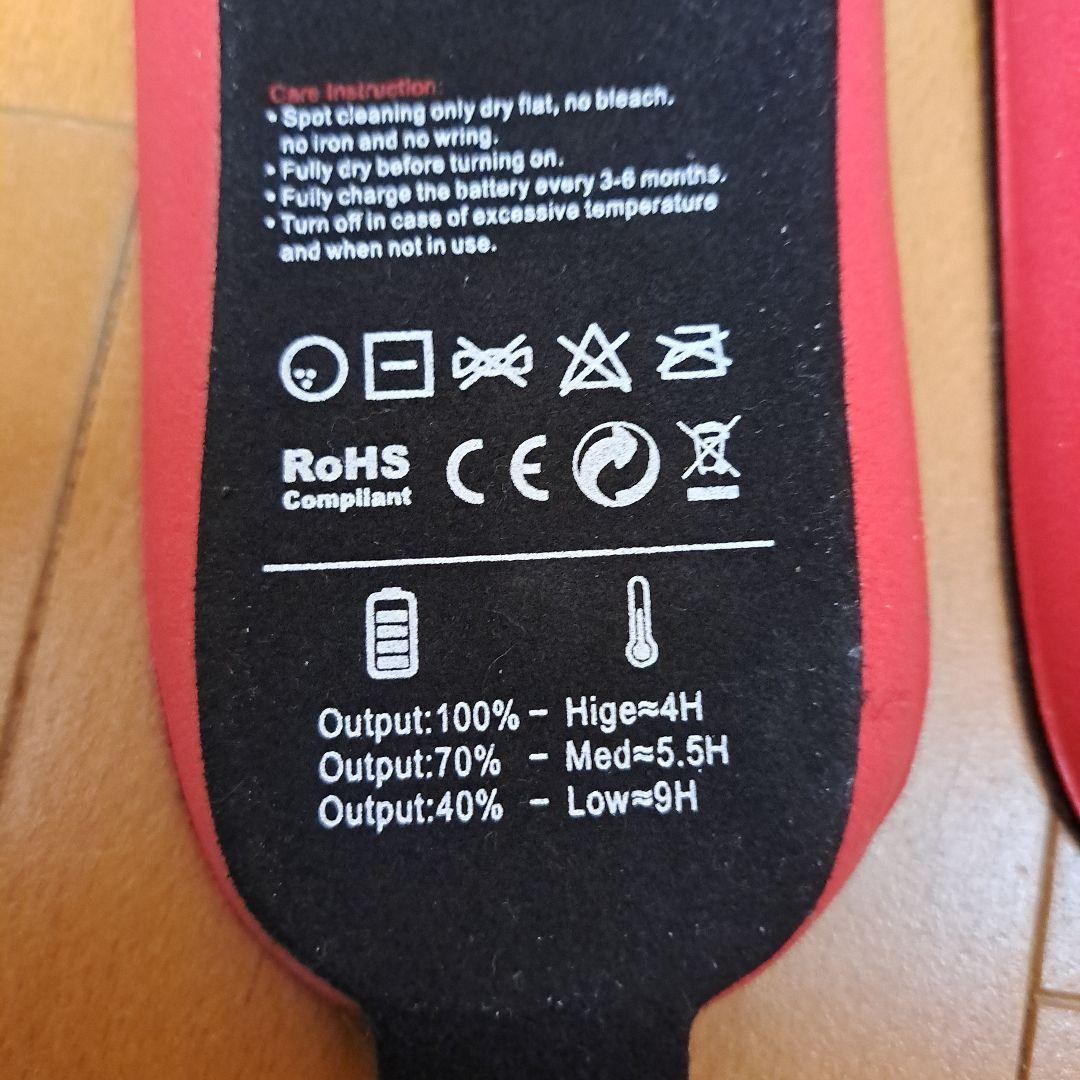 Care Instruction:
• Spot cleaning only dry flat, no bleach,
no iron and no wring.
• Fully dry before turning on.
• Fully charge the battery every 3-6 months.
• Turn off in case of excessive temperature
and when not in use.
RoHS CE
Compliant
Output:100% – Hige≈4H
Output:70% – Med≈5.5H
Output:40% – Low≈9H